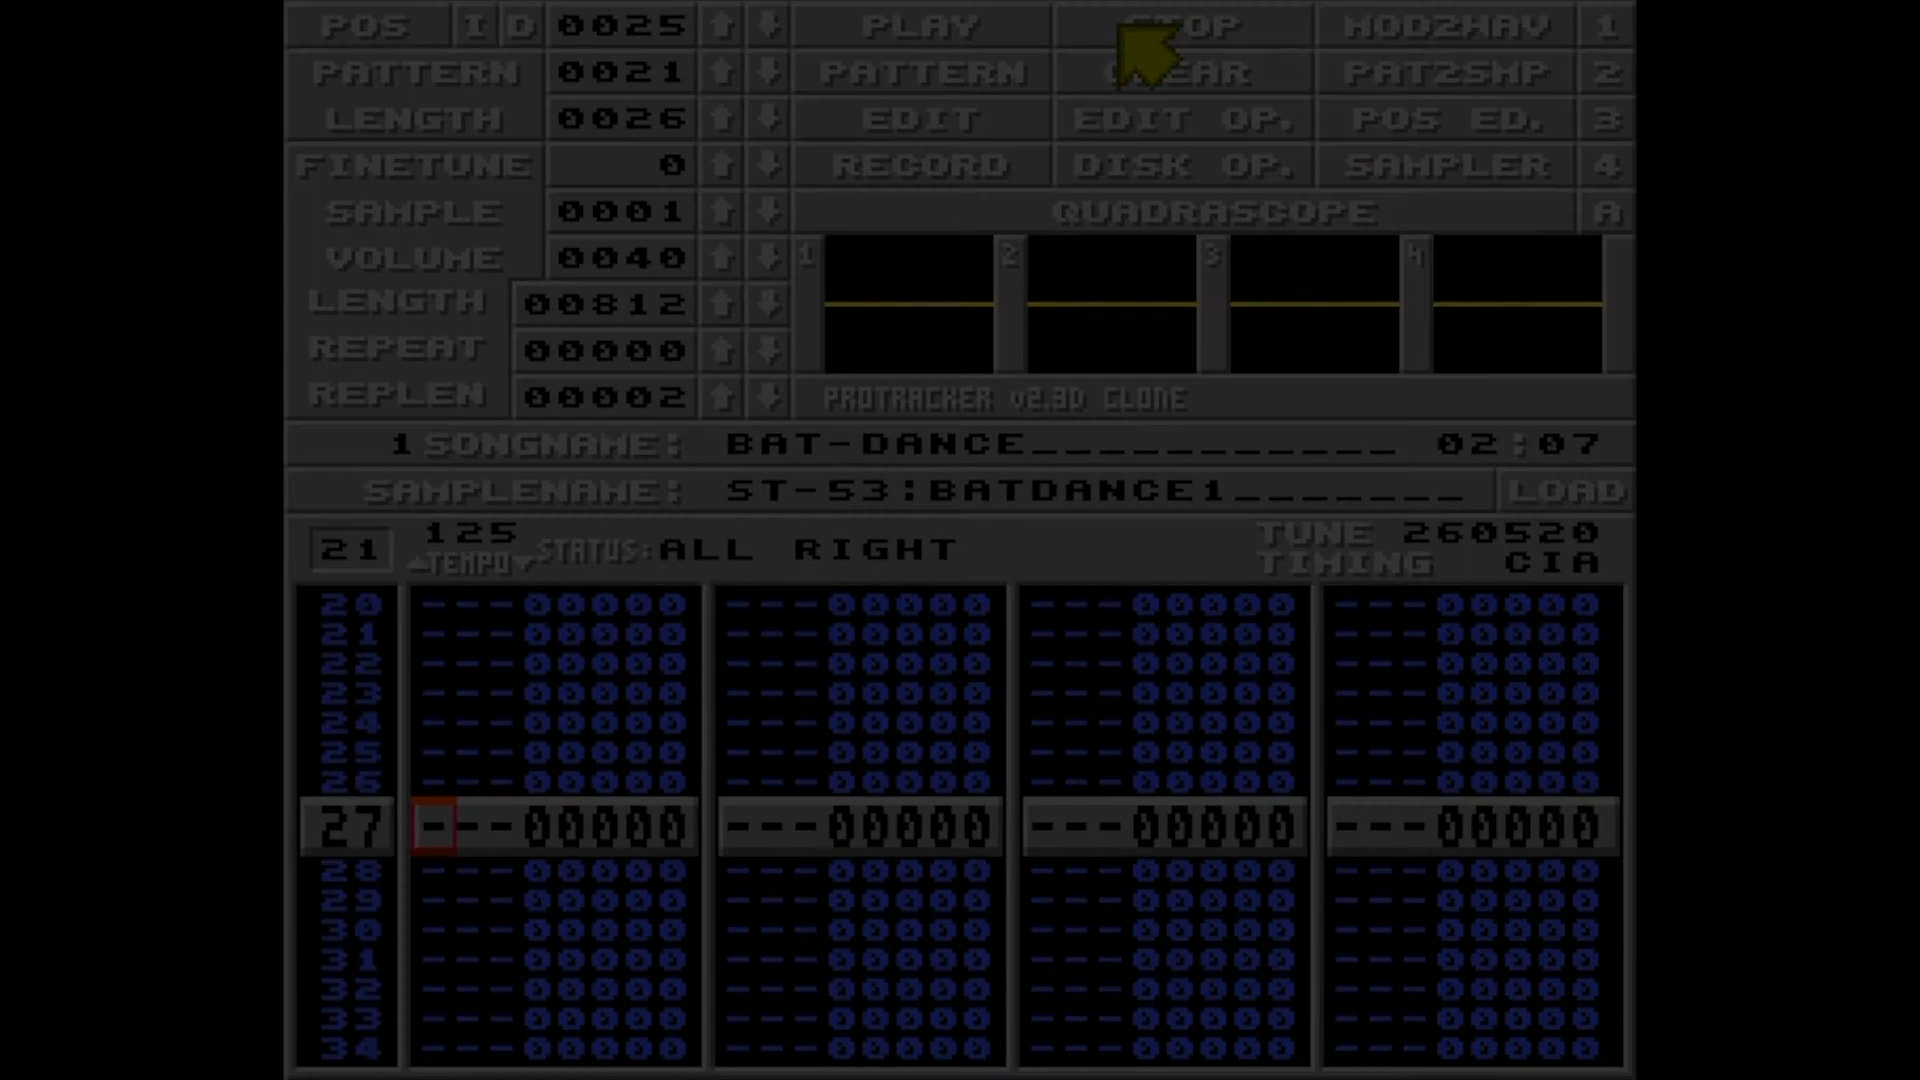 POS I D 0025 PLAY STOP MOD2WAV 1
PATTERN 0021 PATTERN CLEAR PAT2SMP 2
LENGTH 0026 EDIT EDIT OP. POS ED. 3
FINETUNE 0 RECORD DISK OP. SAMPLER 4
SAMPLE 0001 QUADRASCOPE A
VOLUME 0040 1 2 3 4
LENGTH 00812
REPEAT 00000
REPLEN 00002 PROTRACKER v2.3D CLONE
1 SONGNAME: BAT-DANCE___________ 02:07
SAMPLENAME: ST-53:BATDANCE1_______ LOAD
21 125 TEMPO STATUS: ALL RIGHT TUNE 260520
TIMING CIA
20 ---00000 ---00000 ---00000 ---00000
21 ---00000 ---00000 ---00000 ---00000
22 ---00000 ---00000 ---00000 ---00000
23 ---00000 ---00000 ---00000 ---00000
24 ---00000 ---00000 ---00000 ---00000
25 ---00000 ---00000 ---00000 ---00000
26 ---00000 ---00000 ---00000 ---00000
27 ---00000 ---00000 ---00000 ---00000
28 ---00000 ---00000 ---00000 ---00000
29 ---00000 ---00000 ---00000 ---00000
30 ---00000 ---00000 ---00000 ---00000
31 ---00000 ---00000 ---00000 ---00000
32 ---00000 ---00000 ---00000 ---00000
33 ---00000 ---00000 ---00000 ---00000
34 ---00000 ---00000 ---00000 ---00000